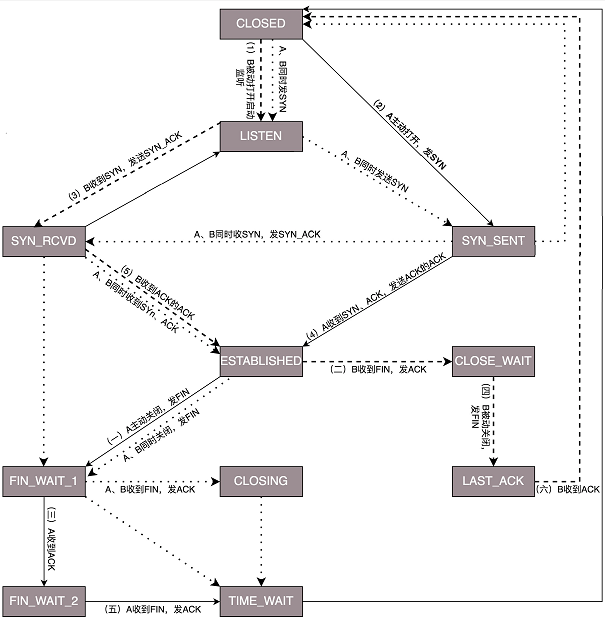 CLOSED
（1）B被动打开启动
监听
A、B同时发SYN
（2）A主动打开，发SYN
LISTEN
（3）B收到SYN，发送SYN_ACK
A、B同时发送SYN
SYN_RCVD
A、B同时收SYN，发SYN_ACK
SYN_SENT
（5）B收到ACK的ACK
A、B同时收到SYn、ACK
（4）A收到SYN、ACK，发送ACK的ACK
ESTABLISHED
（二）B收到FIN，发ACK
CLOSE_WAIT
（一）A主动关闭，发FIN
A、B同时关闭，发FIN
（四）B被动关闭，
发FIN
FIN_WAIT_1
A、B收到FIN，发ACK
CLOSING
LAST_ACK
（六）B收到ACK
（三）A收到ACK
FIN_WAIT_2
（五）A收到FIN，发ACK
TIME_WAIT